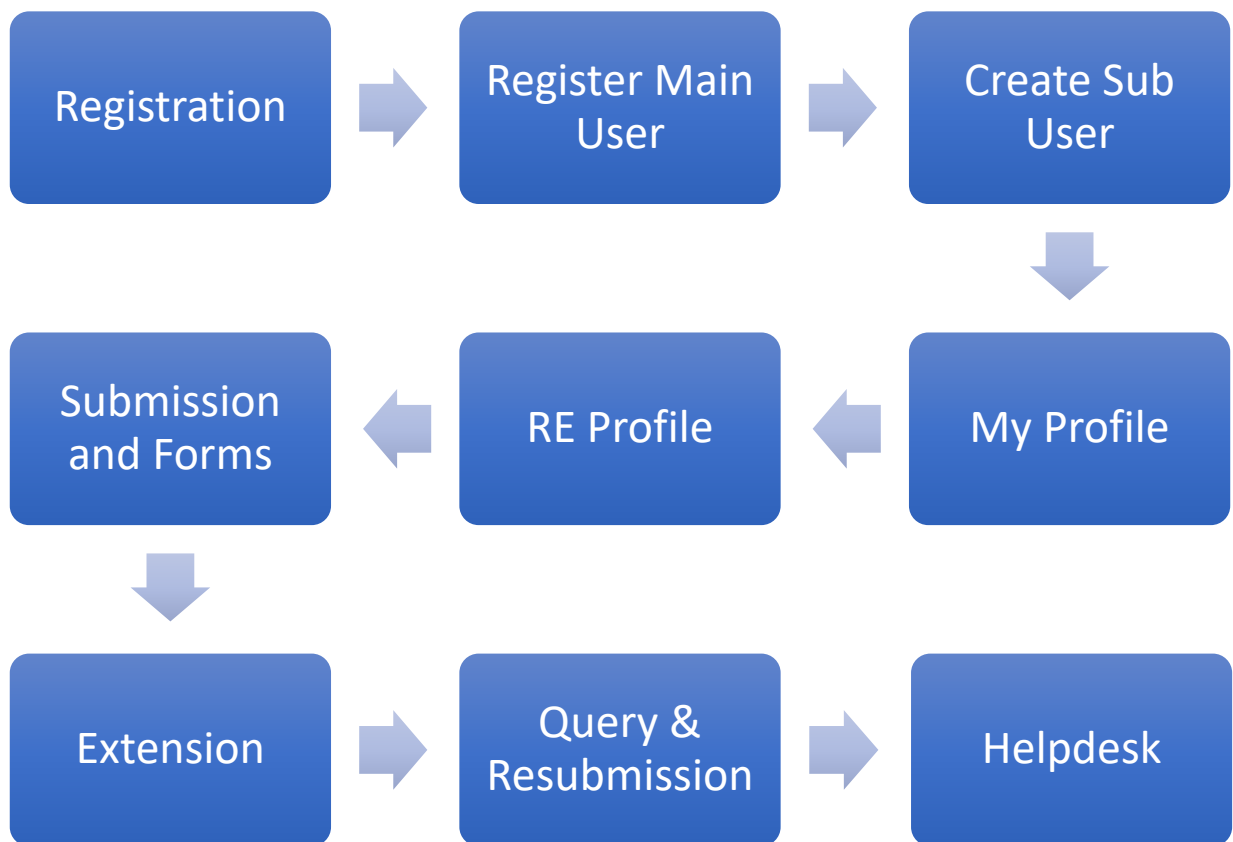 Registration
Register Main
User
Create Sub
User
My Profile
RE Profile
Submission
and Forms
Extension
Query &
Resubmission
Helpdesk